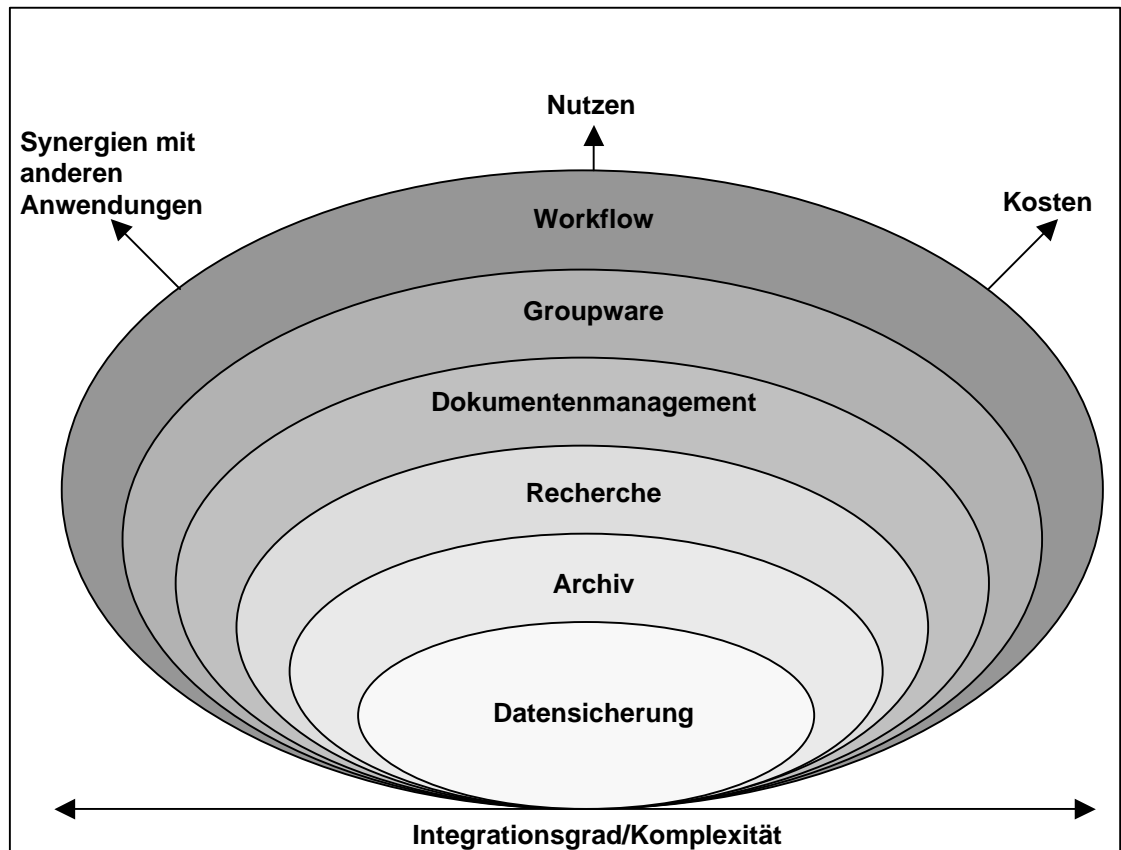 Nutzen
Synergien mit
anderen
Anwendungen
Kosten
Workflow
Groupware
Dokumentenmanagement
Recherche
Archiv
Datensicherung
Integrationsgrad/Komplexität